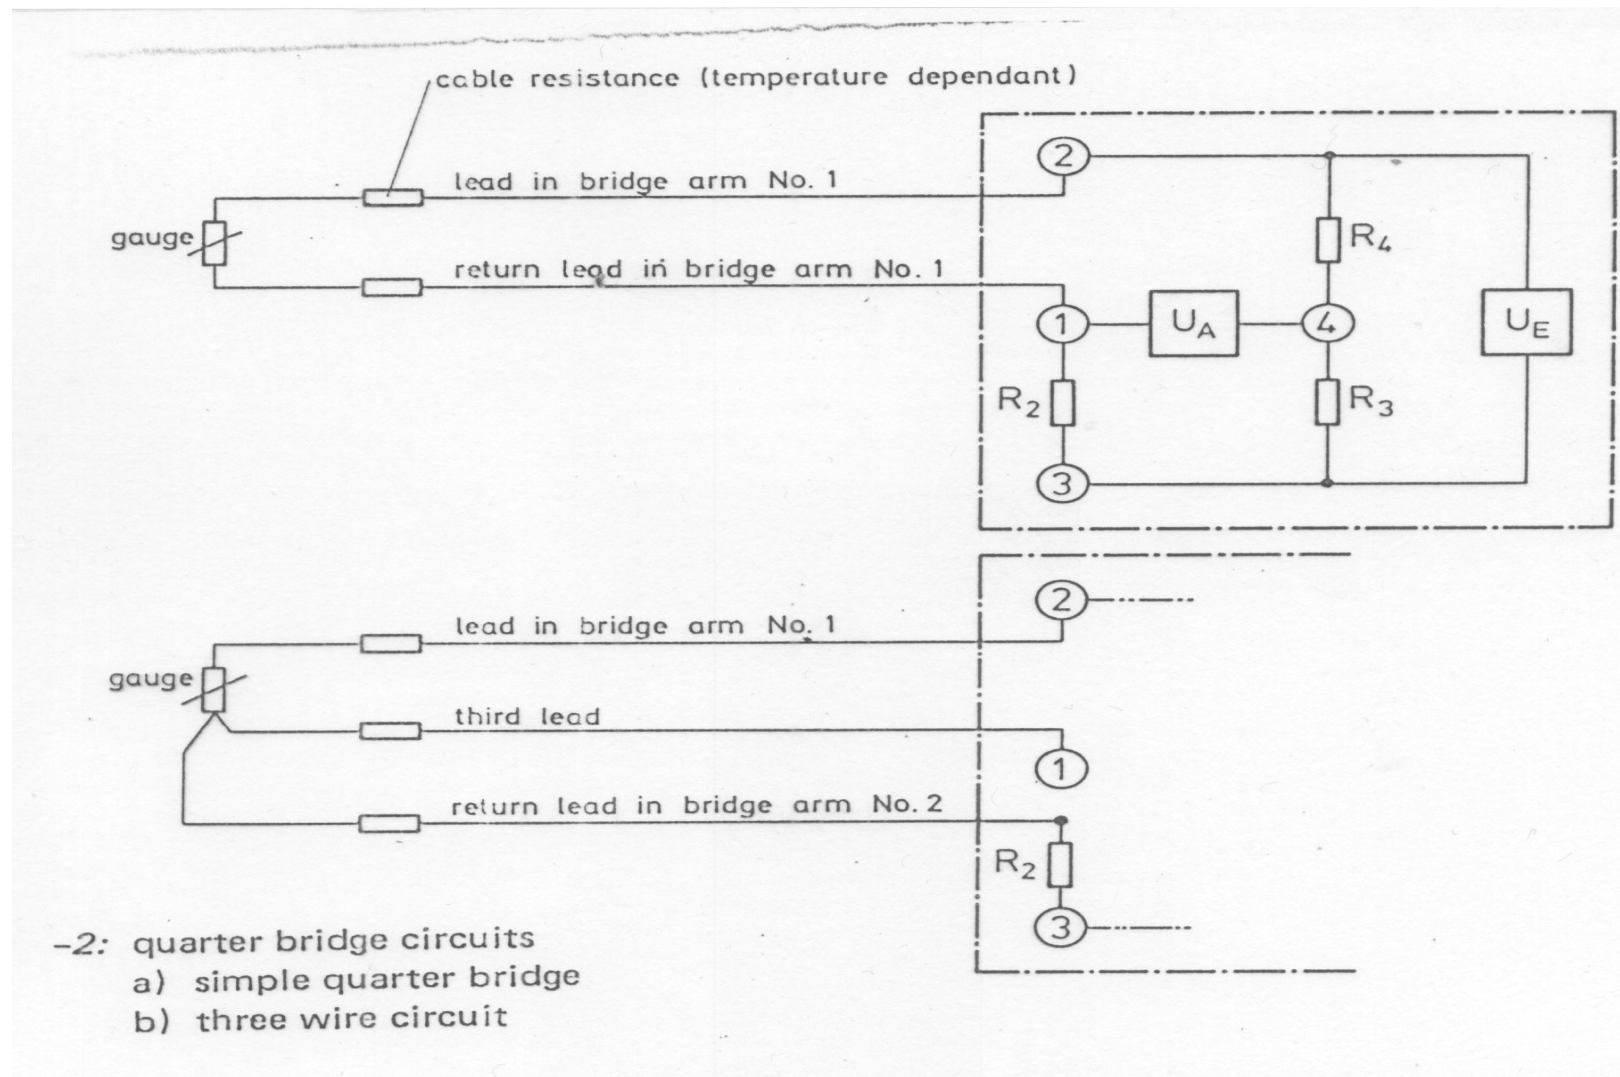 cable resistance (temperature dependant)
2
lead in bridge arm No. 1
gauge
R4
return lead in bridge arm No. 1
1
UA
4
UE
R2
R3
3
2
lead in bridge arm No. 1
gauge
third lead
1
return lead in bridge arm No. 2
R2
3
-2: quarter bridge circuits
a) simple quarter bridge
b) three wire circuit